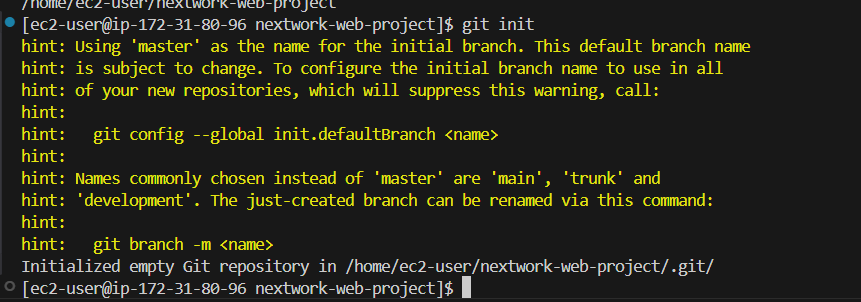 /home/ec2-user/nextwork-web-project
[ec2-user@ip-172-31-80-96 nextwork-web-project]$ git init
hint: Using 'master' as the name for the initial branch. This default branch name
hint: is subject to change. To configure the initial branch name to use in all
hint: of your new repositories, which will suppress this warning, call:
hint:
hint:   git config --global init.defaultBranch <name>
hint:
hint: Names commonly chosen instead of 'master' are 'main', 'trunk' and
hint: 'development'. The just-created branch can be renamed via this command:
hint:
hint:   git branch -m <name>
Initialized empty Git repository in /home/ec2-user/nextwork-web-project/.git/
[ec2-user@ip-172-31-80-96 nextwork-web-project]$